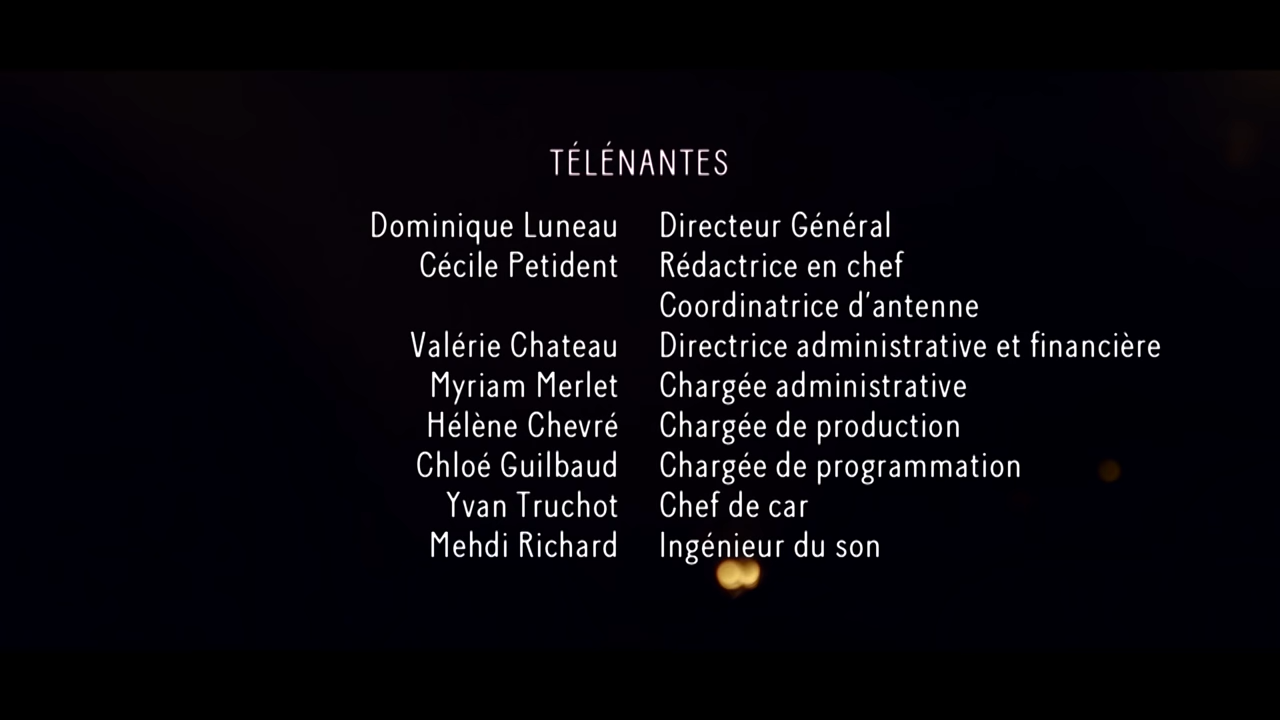 TÉLÉNANTES
Dominique Luneau Directeur Général
Cécile Petident Rédactrice en chef
Coordinatrice d'antenne
Valérie Chateau Directrice administrative et financière
Myriam Merlet Chargée administrative
Hélène Chevré Chargée de production
Chloé Guilbaud Chargée de programmation
Yvan Truchot Chef de car
Mehdi Richard Ingénieur du son